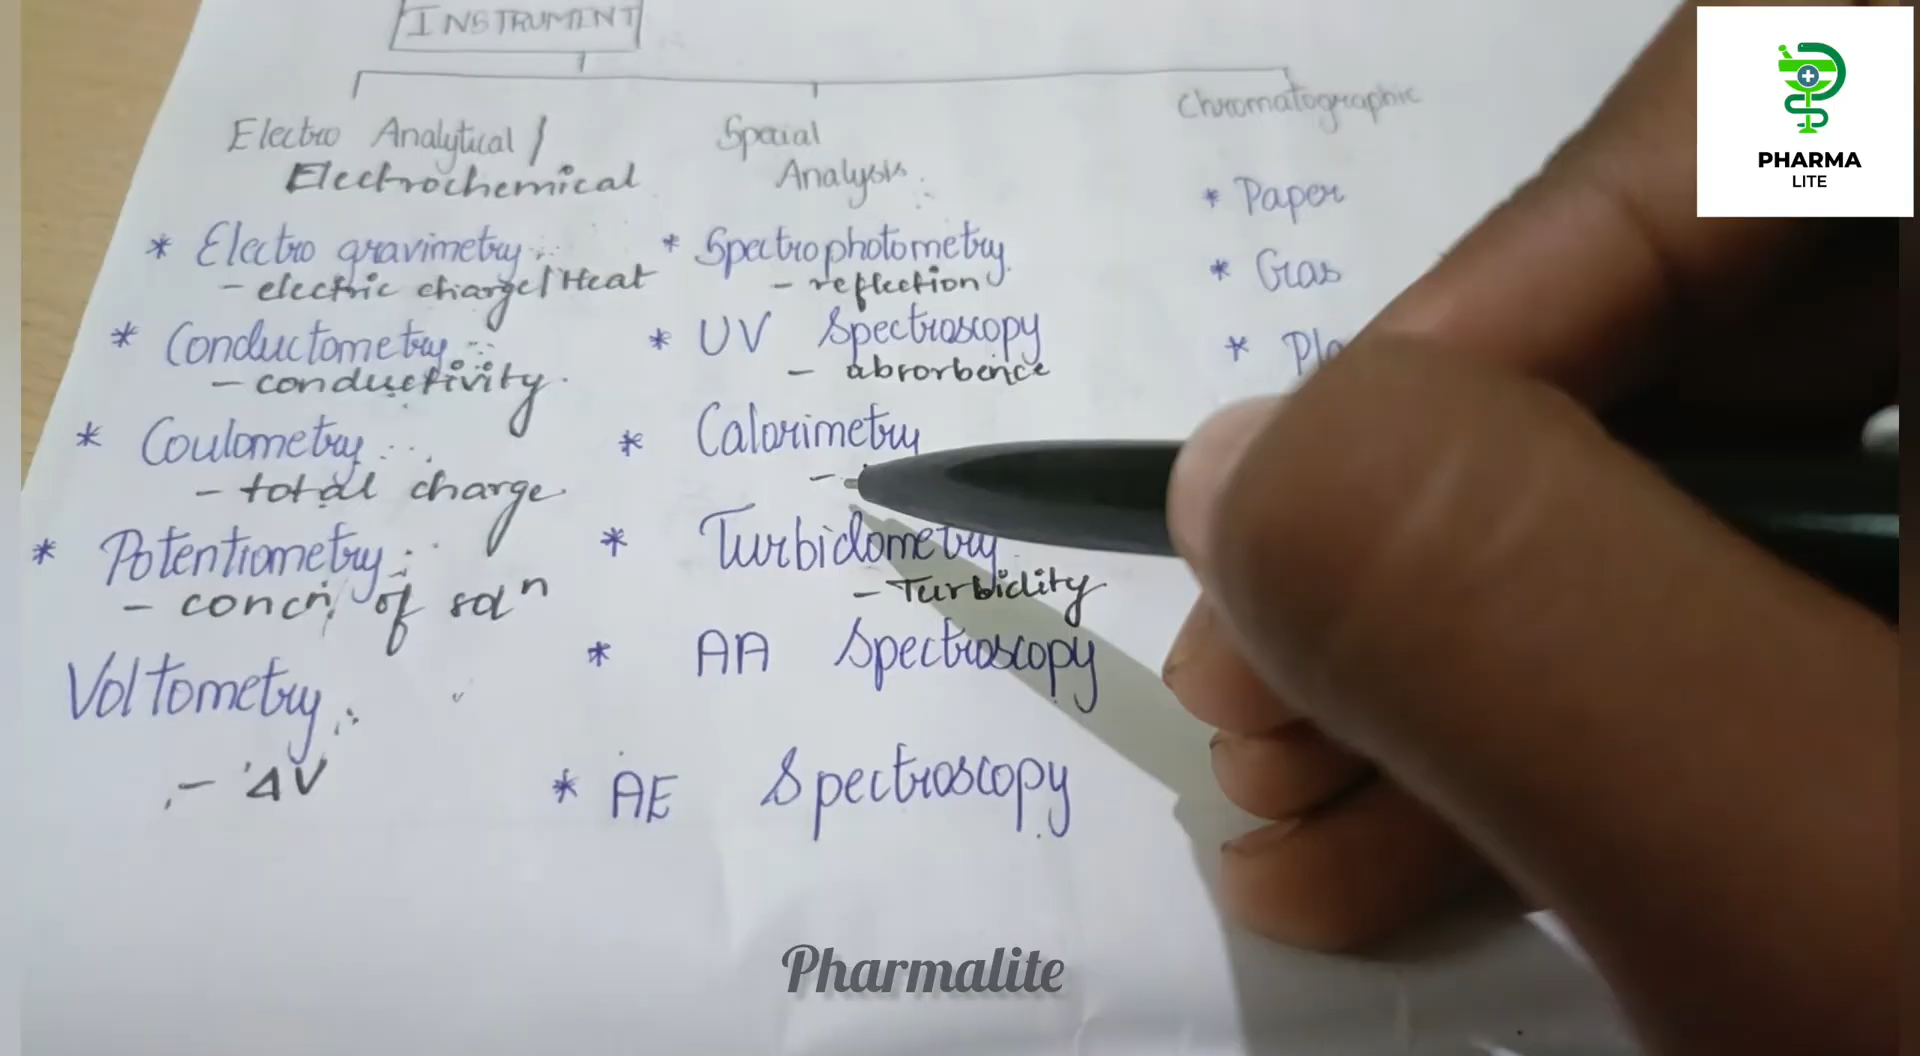 INSTRUMENT
Electro Analytical /
Electrochemical
* Electro gravimetry
- electric charge/Heat
* Conductometry
- conductivity
* Coulometry
- total charge
* Potentiometry
- concn. of soln
Voltometry
- ΔV
Special
Analysis
* Spectrophotometry
- reflection
* UV Spectroscopy
- absorbence
* Calorimetry
-
* Turbidometry
- Turbidity
* AA Spectroscopy
* AE Spectroscopy
Chromatographic
* Paper
* Gas
*
PHARMA
LITE
Pharmalite